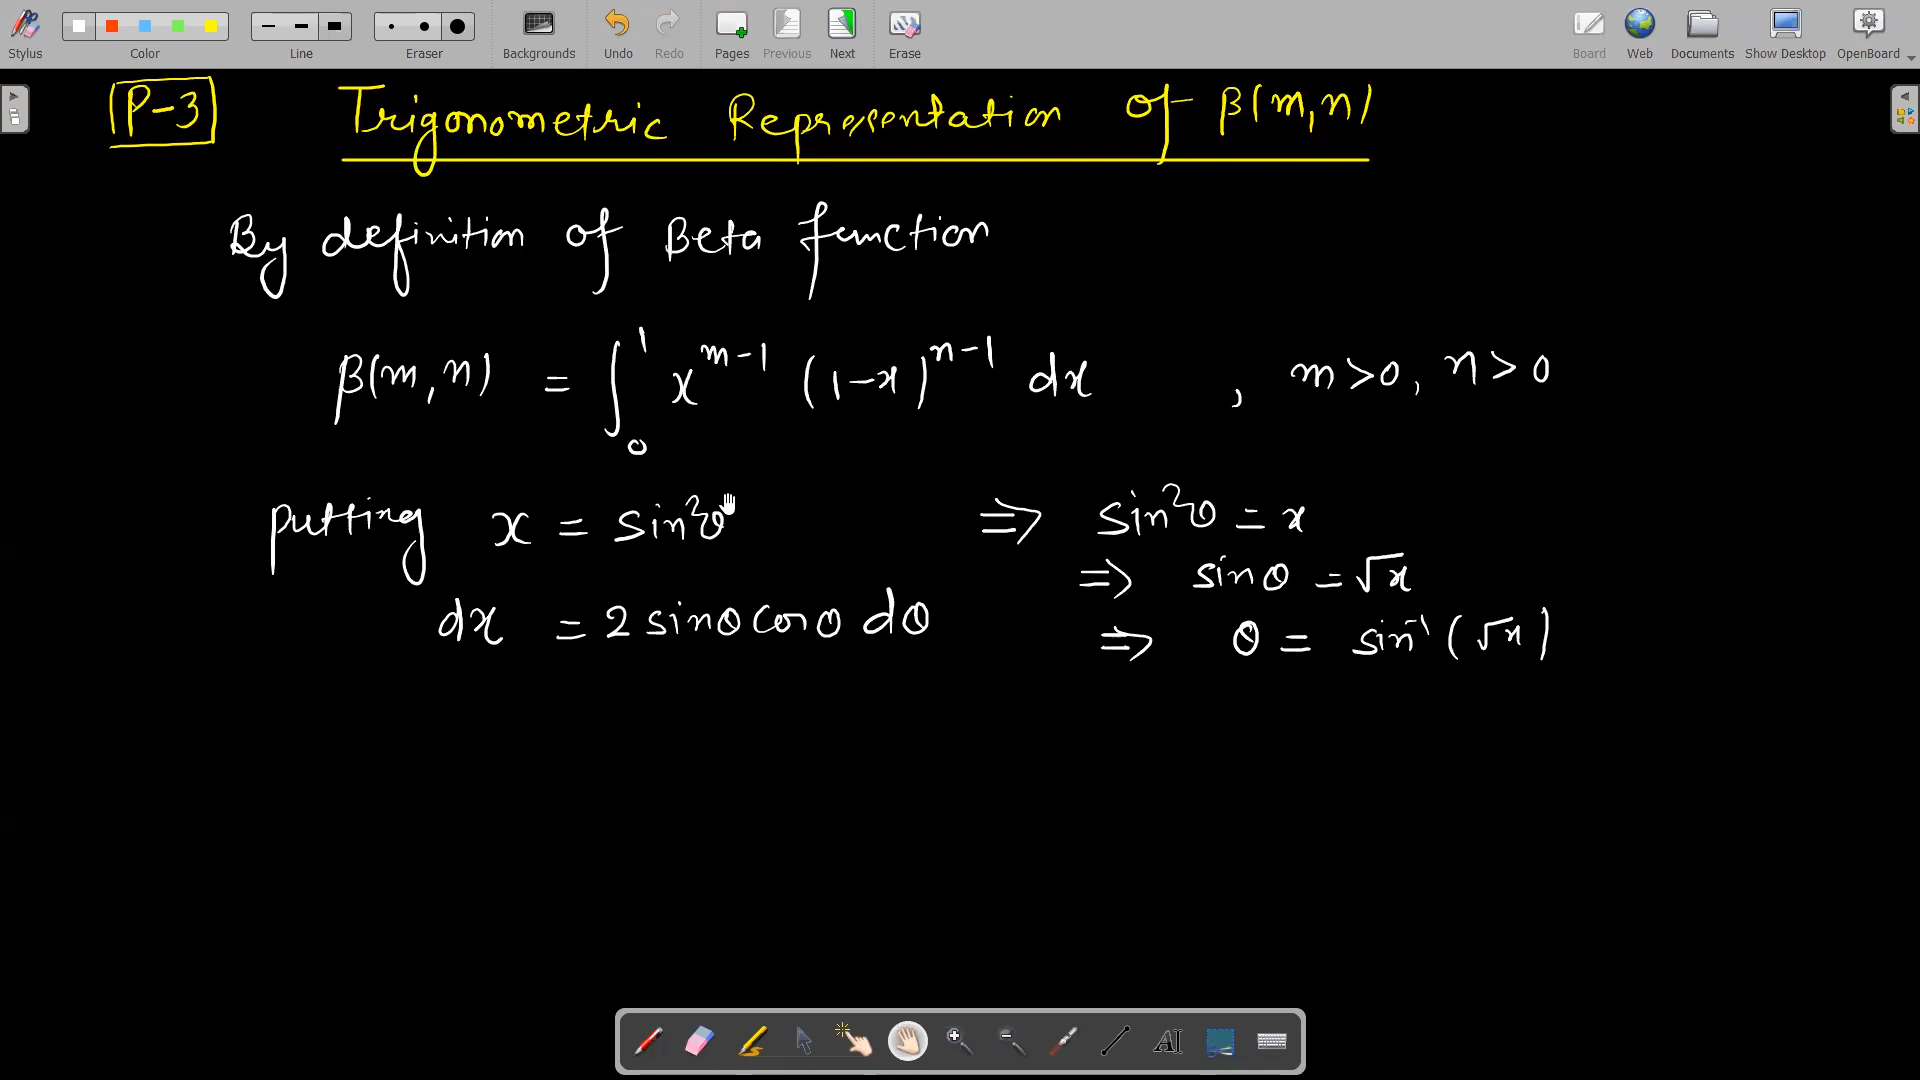 Stylus Color Line Eraser Backgrounds Undo Redo Pages Previous Next Erase Board Web Documents Show Desktop OpenBoard
P-3 Trigonometric Representation of β(m,n)
By definition of Beta function
β(m,n) = ∫₀¹ x^{m-1} (1-x)^{n-1} dx , m>0, n>0
Putting x = sin²θ ⇒ sin²θ = x
⇒ sinθ = √x
dx = 2 sinθ cosθ dθ ⇒ θ = sin⁻¹(√x)